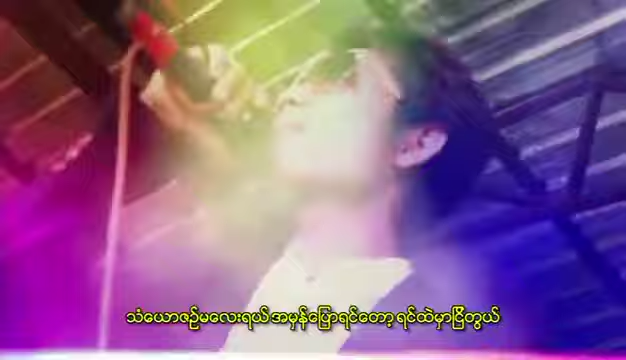 သံယောဇဉ်မလေးရယ် အမှန်ပြောရင်တော့ ရင်ထဲမှာငြိတွယ်